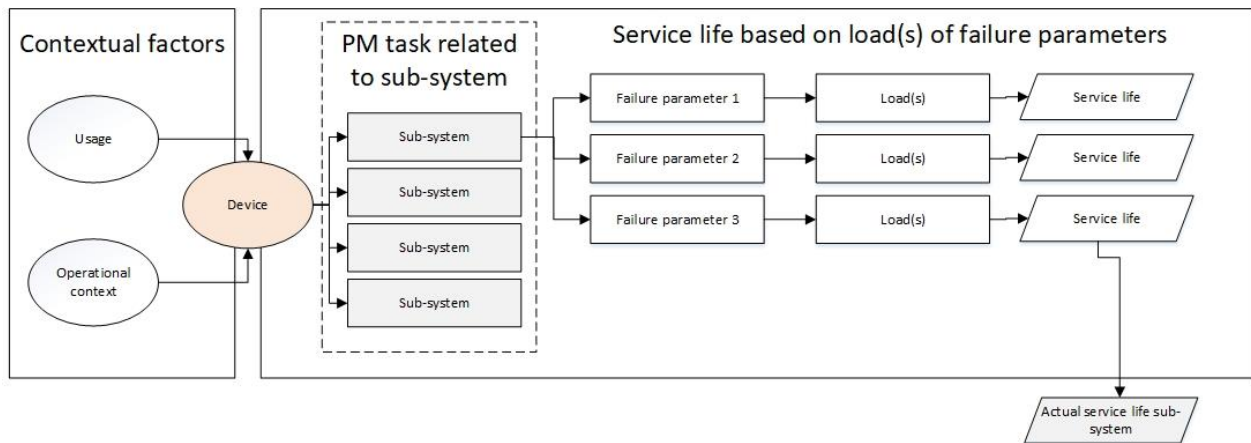 Contextual factors
PM task related
to sub-system
Service life based on load(s) of failure parameters
Usage
Operational
context
Device
Sub-system
Sub-system
Sub-system
Sub-system
Failure parameter 1
Load(s)
Service life
Failure parameter 2
Load(s)
Service life
Failure parameter 3
Load(s)
Service life
Actual service life sub-
system